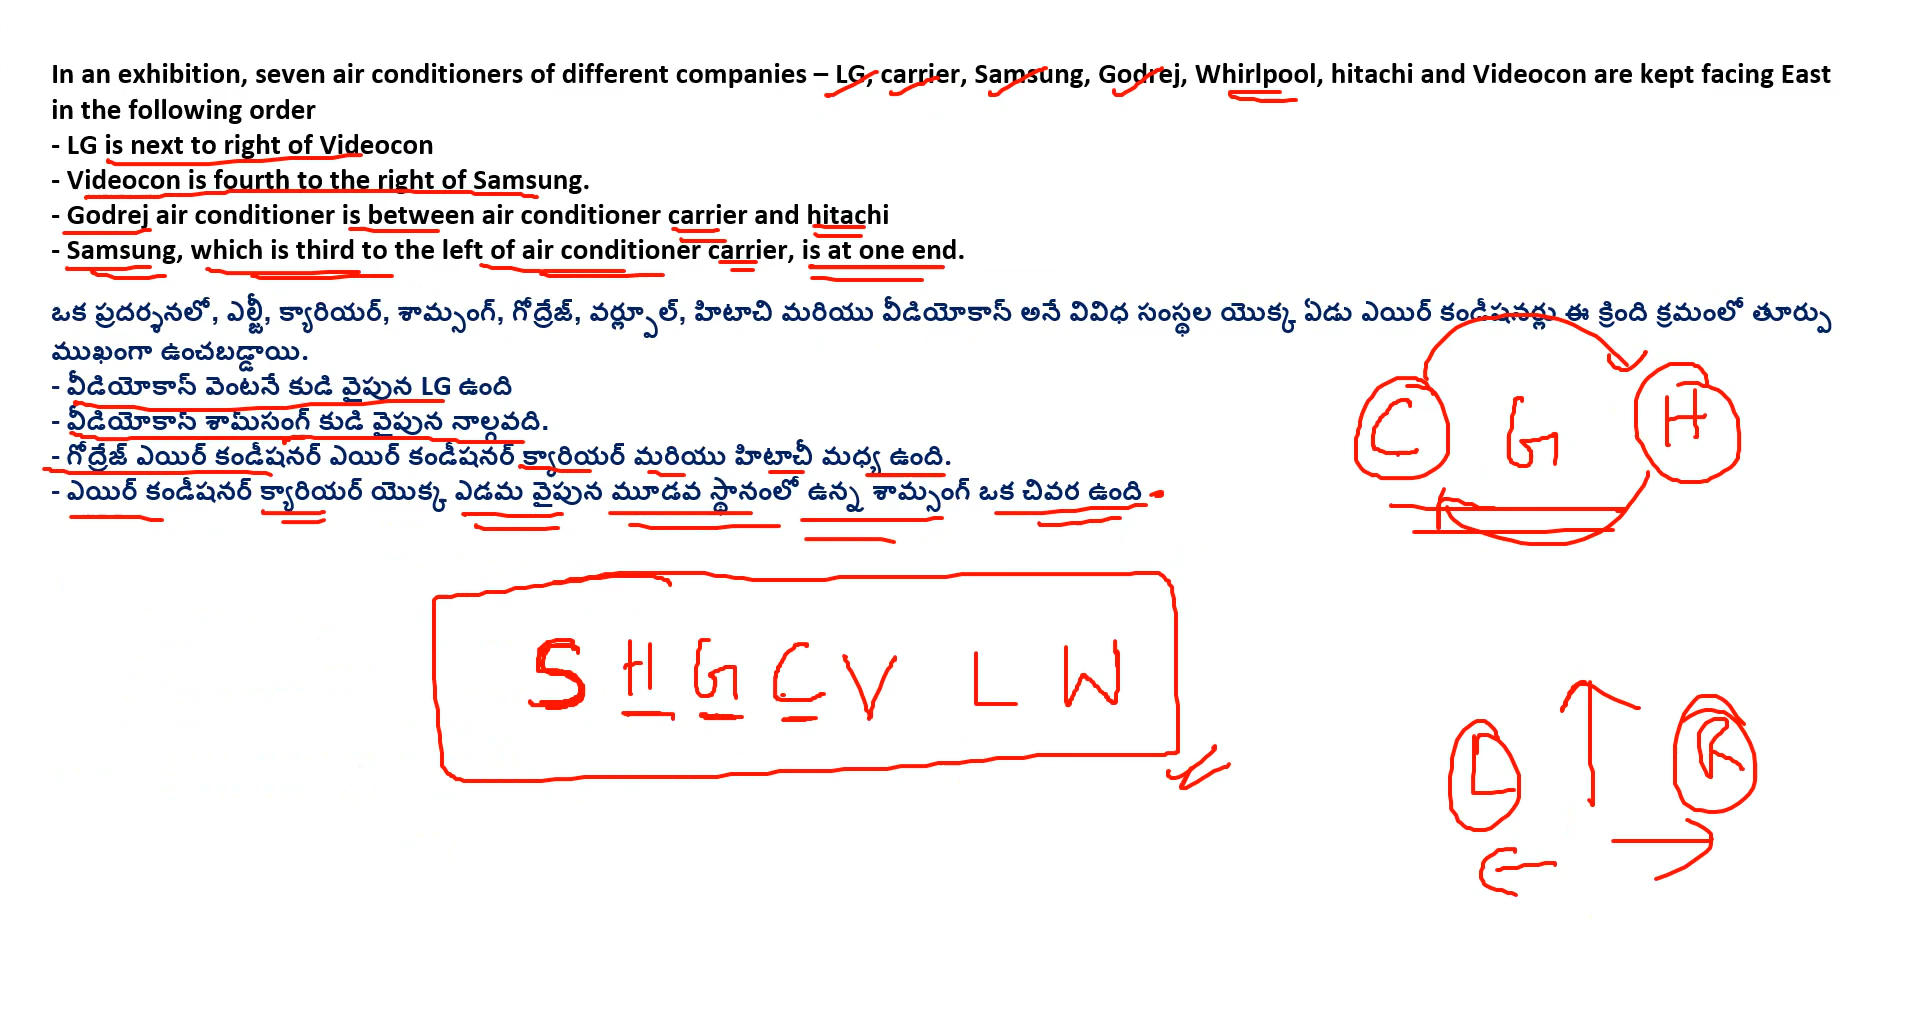 In an exhibition, seven air conditioners of different companies – LG, carrier, Samsung, Godrej, Whirlpool, hitachi and Videocon are kept facing East
in the following order
- LG is next to right of Videocon
- Videocon is fourth to the right of Samsung.
- Godrej air conditioner is between air conditioner carrier and hitachi
- Samsung, which is third to the left of air conditioner carrier, is at one end.
ఒక ప్రదర్శనలో, ఎల్జీ, క్యారియర్, శామ్సంగ్, గోద్రేజ్, వర్ల్పూల్, హిటాచి మరియు వీడియోకాస్ అనే వివిధ సంస్థల యొక్క ఏడు ఎయిర్ కండీషనర్లు ఈ క్రింది క్రమంలో తూర్పు
ముఖంగా ఉంచబడ్డాయి.
- వీడియోకాస్ వెంటనే కుడి వైపున LG ఉంది
- వీడియోకాస్ శామ్‌సంగ్ కుడి వైపున నాల్గవది.
- గోద్రేజ్ ఎయిర్ కండీషనర్ ఎయిర్ కండీషనర్ క్యారియర్ మరియు హిటాచీ మధ్య ఉంది.
- ఎయిర్ కండీషనర్ క్యారియర్ యొక్క ఎడమ వైపున మూడవ స్థానంలో ఉన్న శామ్సంగ్ ఒక చివర ఉంది.
C G H
S H G C V L W
L R